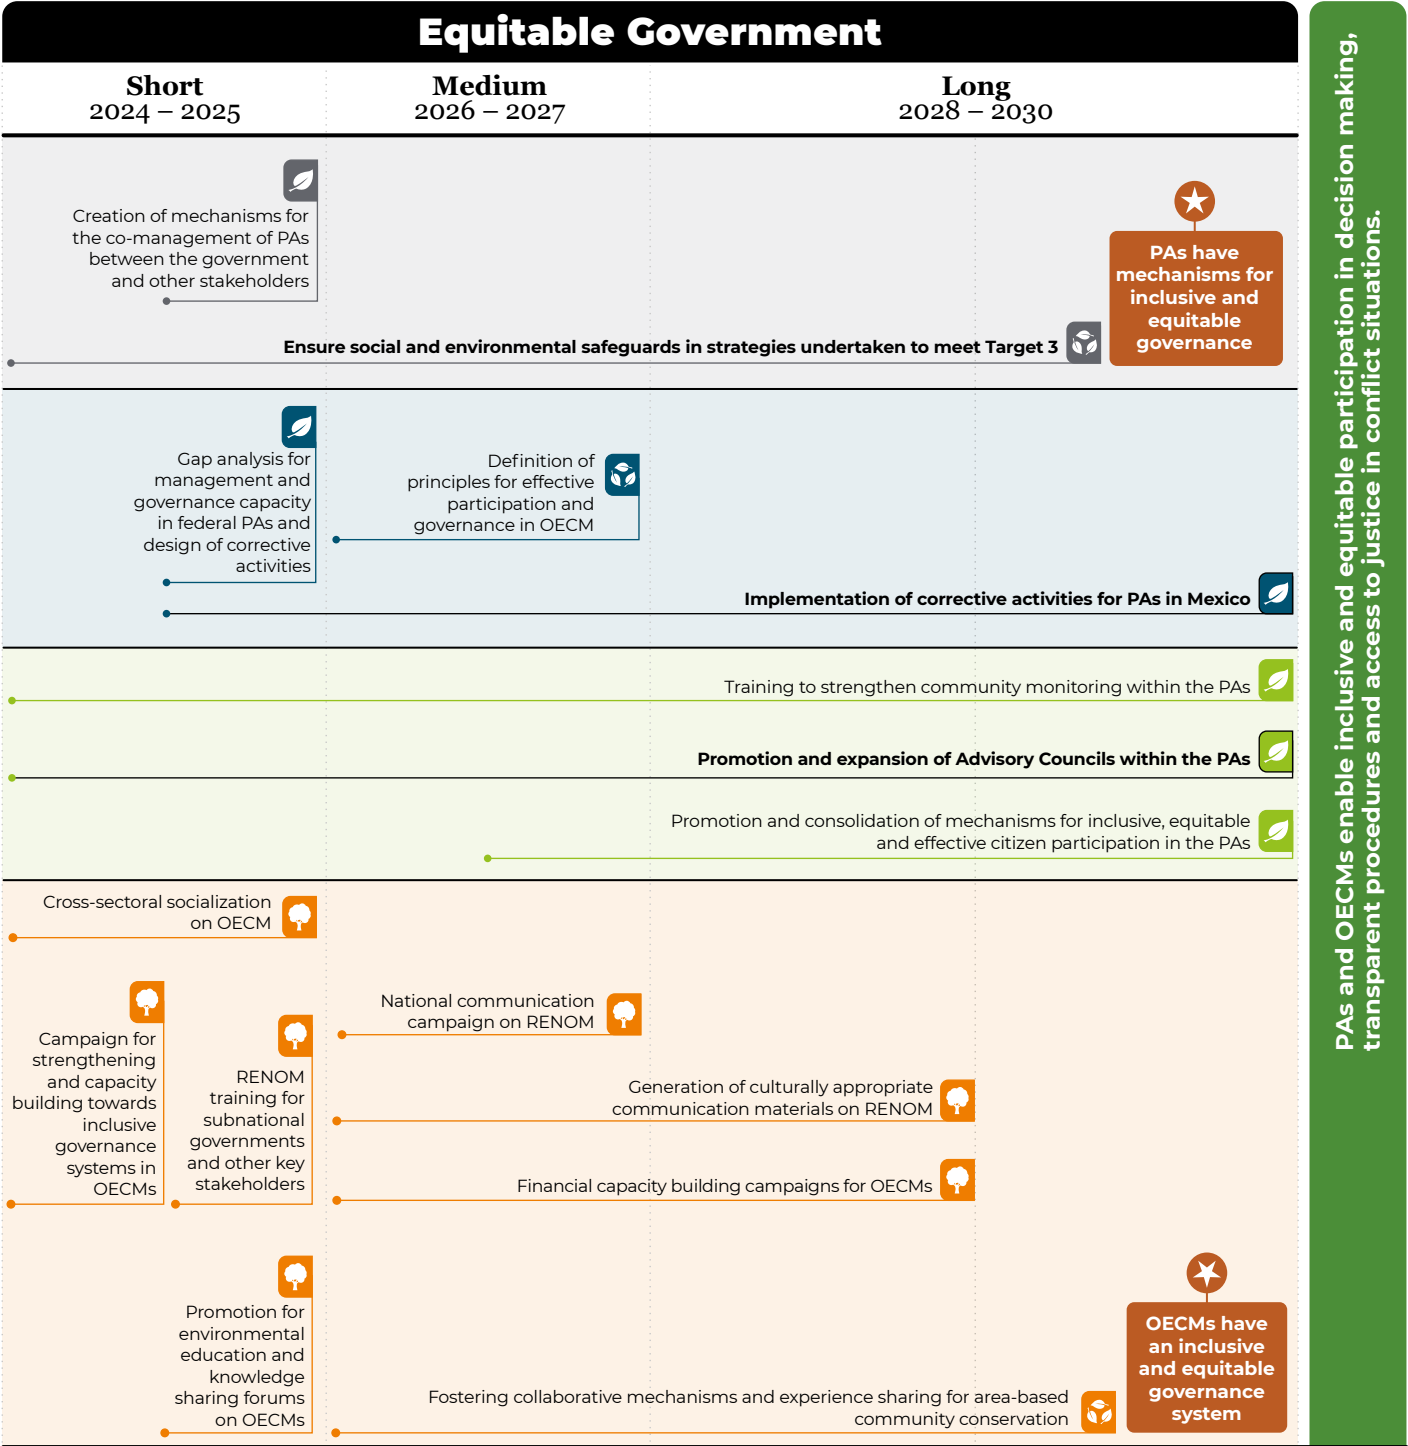 Equitable Government
Short
2024 – 2025
Medium
2026 – 2027
Long
2028 – 2030
Creation of mechanisms for
the co-management of PAs
between the government
and other stakeholders
PAs have
mechanisms for
inclusive and
equitable
governance
Ensure social and environmental safeguards in strategies undertaken to meet Target 3
Gap analysis for
management and
governance capacity
in federal PAs and
design of corrective
activities
Definition of
principles for effective
participation and
governance in OECM
Implementation of corrective activities for PAs in Mexico
Training to strengthen community monitoring within the PAs
Promotion and expansion of Advisory Councils within the PAs
Promotion and consolidation of mechanisms for inclusive, equitable
and effective citizen participation in the PAs
Cross-sectoral socialization
on OECM
Campaign for
strengthening
and capacity
building towards
inclusive
governance
systems in
OECMs
RENOM
training for
subnational
governments
and other key
stakeholders
National communication
campaign on RENOM
Generation of culturally appropriate
communication materials on RENOM
Financial capacity building campaigns for OECMs
Promotion for
environmental
education and
knowledge
sharing forums
on OECMs
Fostering collaborative mechanisms and experience sharing for area-based
community conservation
OECMs have
an inclusive
and equitable
governance
system
PAs and OECMs enable inclusive and equitable participation in decision making,
transparent procedures and access to justice in conflict situations.